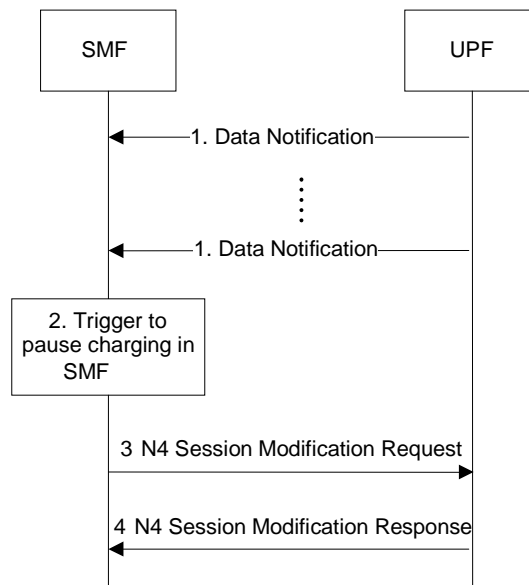 SMF
UPF
1. Data Notification
1. Data Notification
2. Trigger to
pause charging in
SMF
3 N4 Session Modification Request
4 N4 Session Modification Response